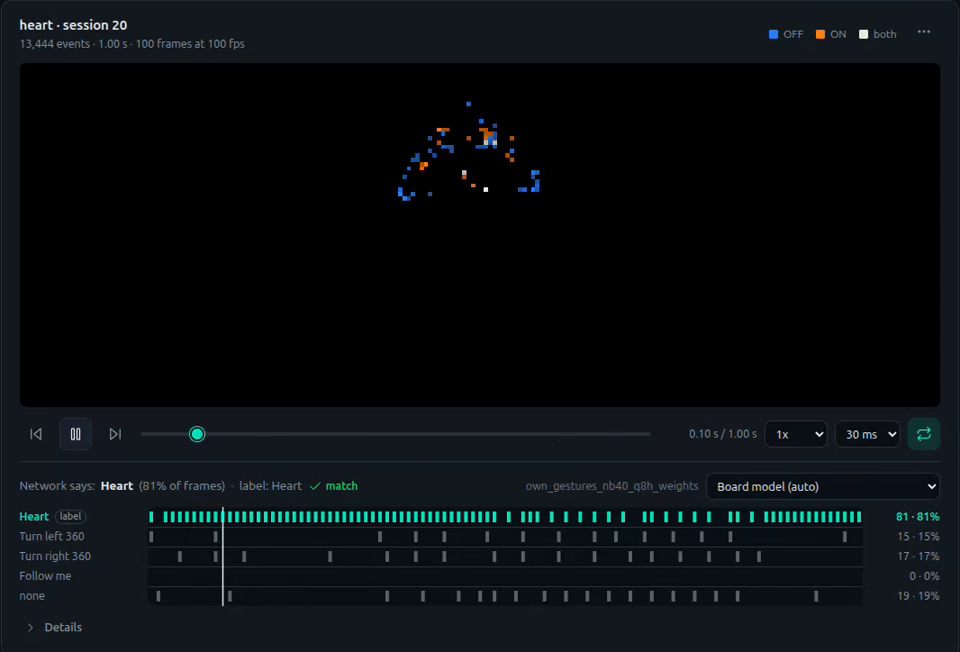 heart · session 20
13,444 events · 1.00 s · 100 frames at 100 fps
OFF ON both
0.10 s / 1.00 s 1x 30 ms
Network says: Heart (81% of frames) · label: Heart ✓ match own_gestures_nb40_q8h_weights Board model (auto)
Heart label 81 · 81%
Turn left 360 15 · 15%
Turn right 360 17 · 17%
Follow me 0 · 0%
none 19 · 19%
Details